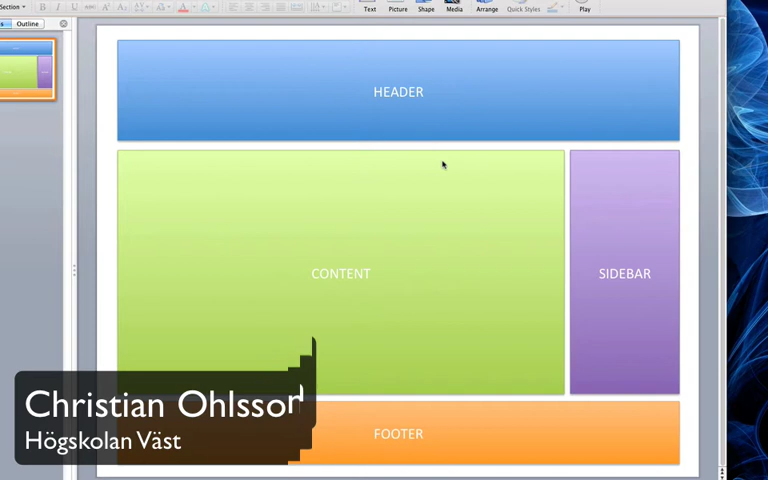 Section
Text Picture Shape Media Arrange Quick Styles Play
Outline
HEADER
CONTENT
SIDEBAR
Christian Ohlsson
Högskolan Väst
FOOTER